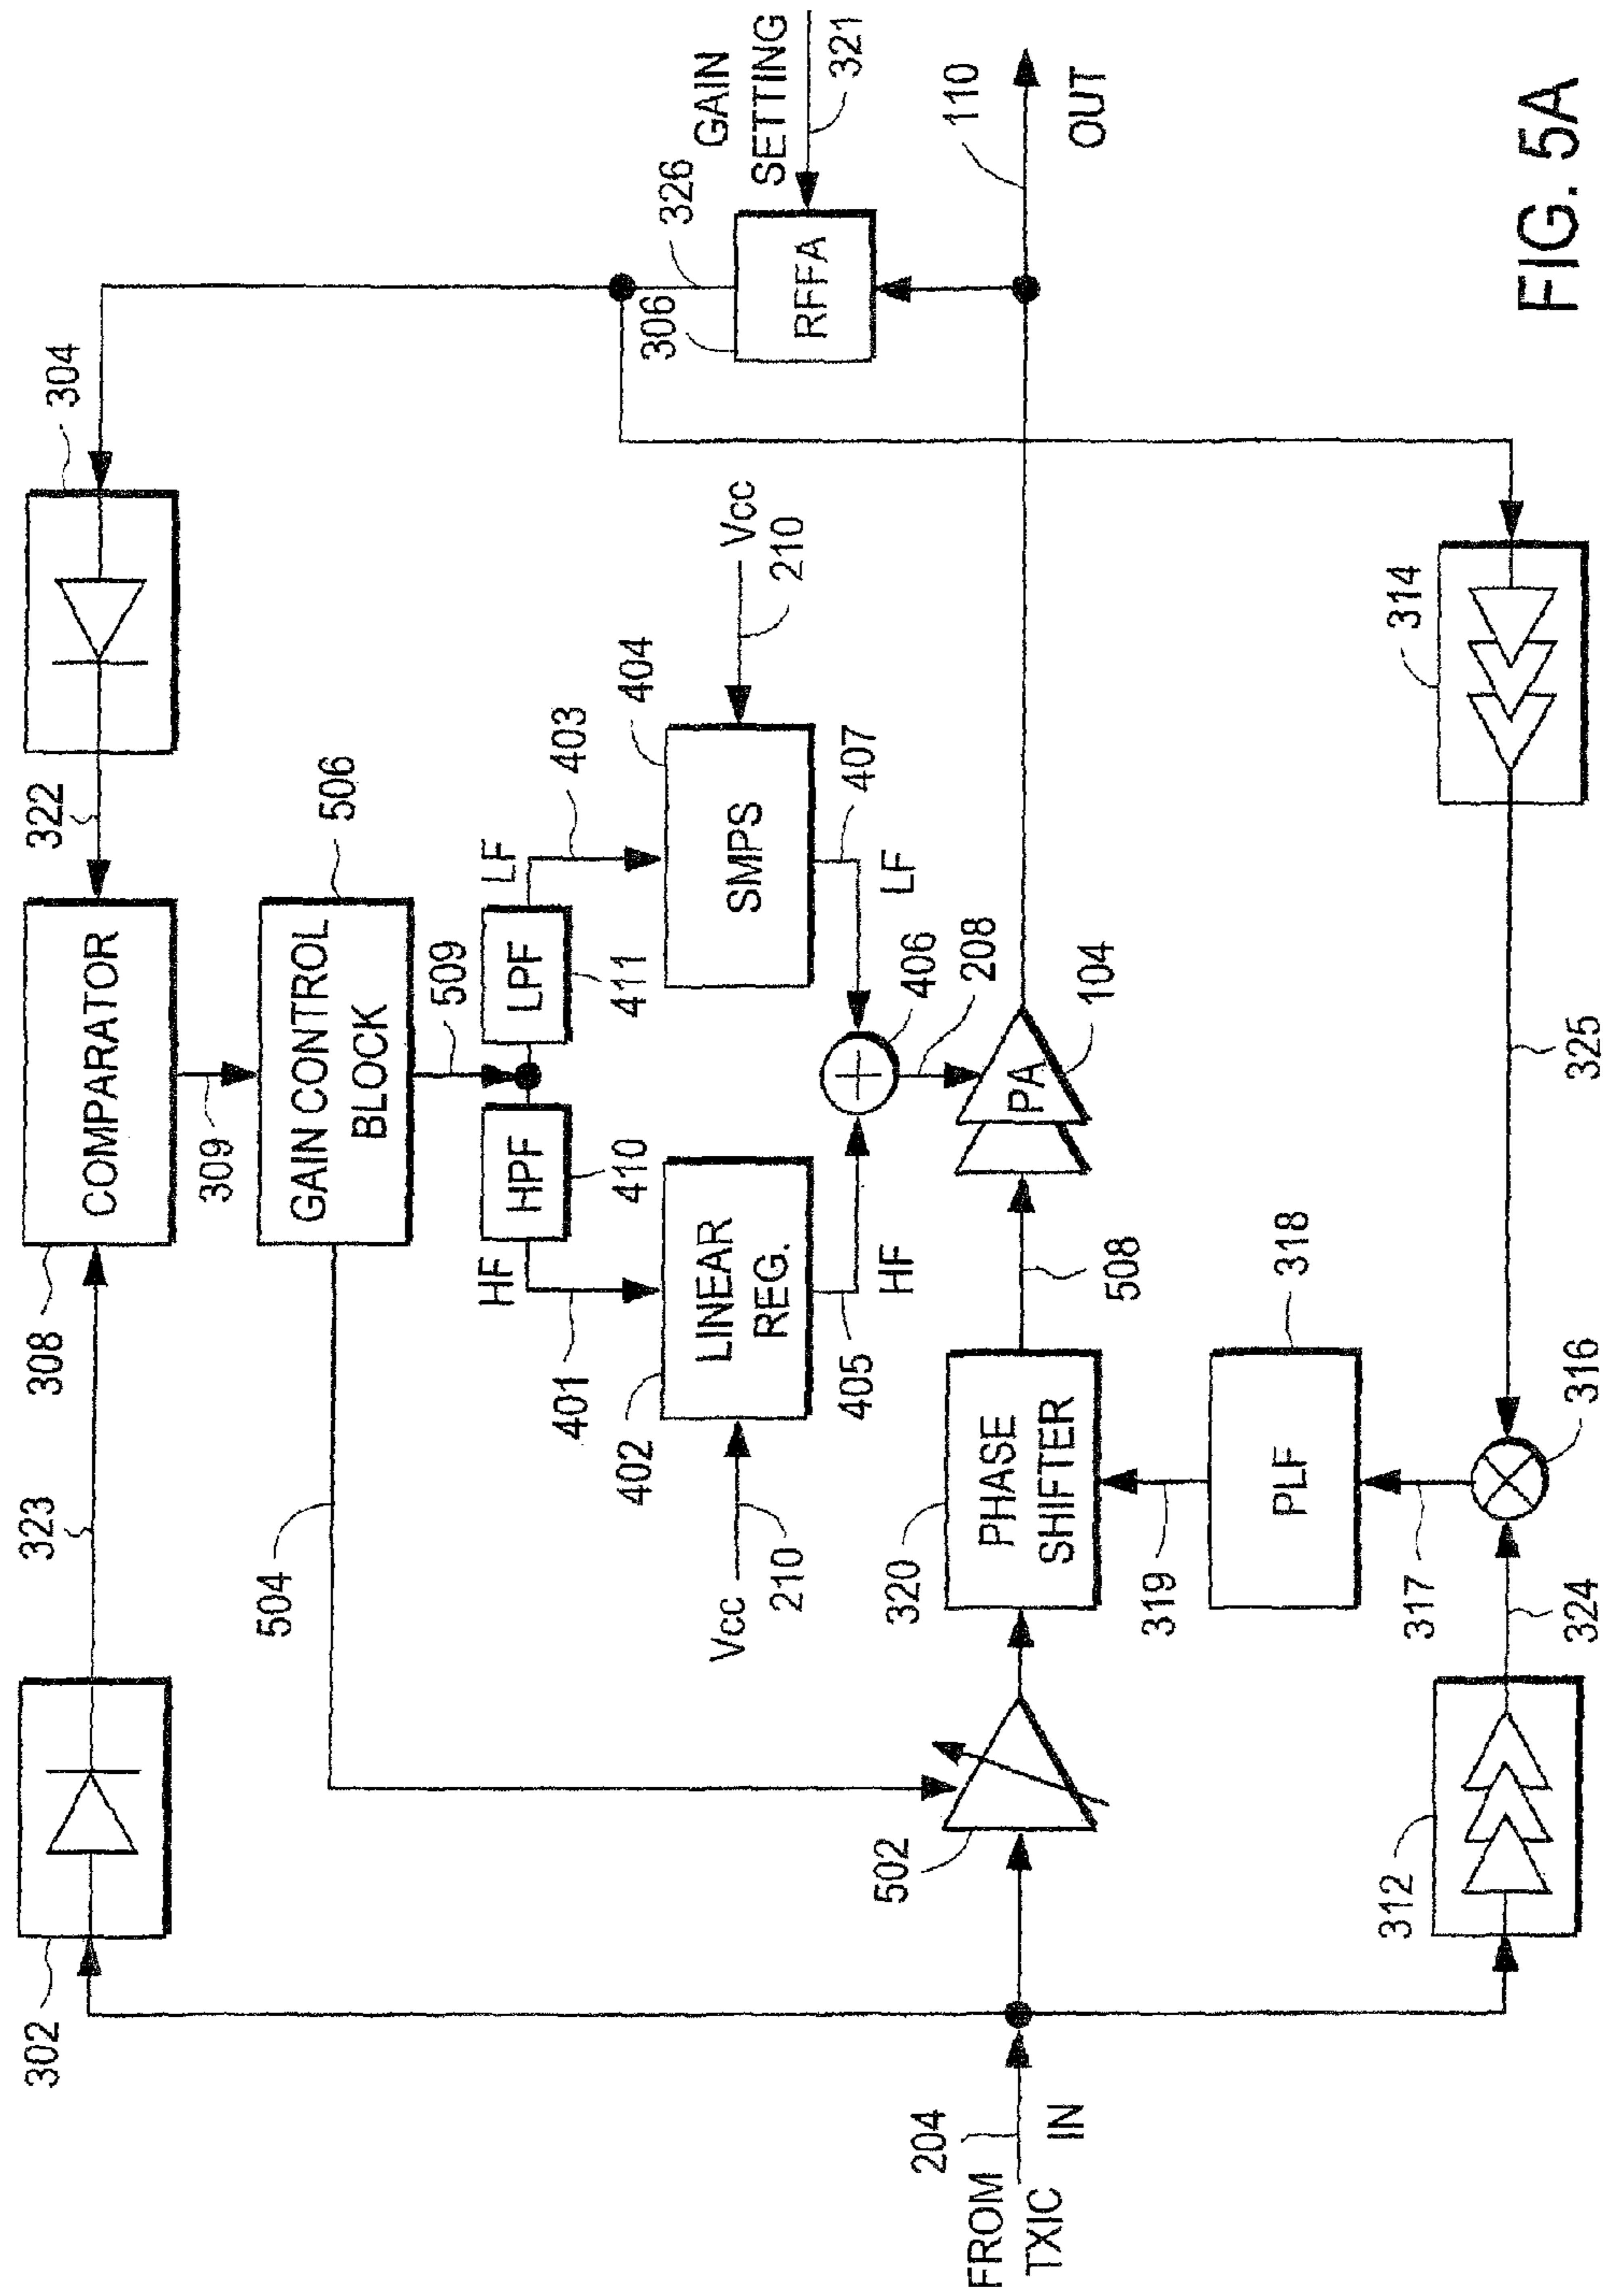 302
323
308
COMPARATOR
322
304
309
504
GAIN CONTROL
BLOCK
506
509
HF
HPF
410
LPF
411
LF
401
403
Vcc
210
402
LINEAR
REG.
405
HF
404
SMPS
407
LF
Vcc
210
406
208
326
306
RFFA
GAIN
SETTING
321
FROM
TXIC
204
IN
502
320
PHASE
SHIFTER
508
PA
104
110
OUT
319
PLF
318
317
312
324
316
325
314
FIG. 5A